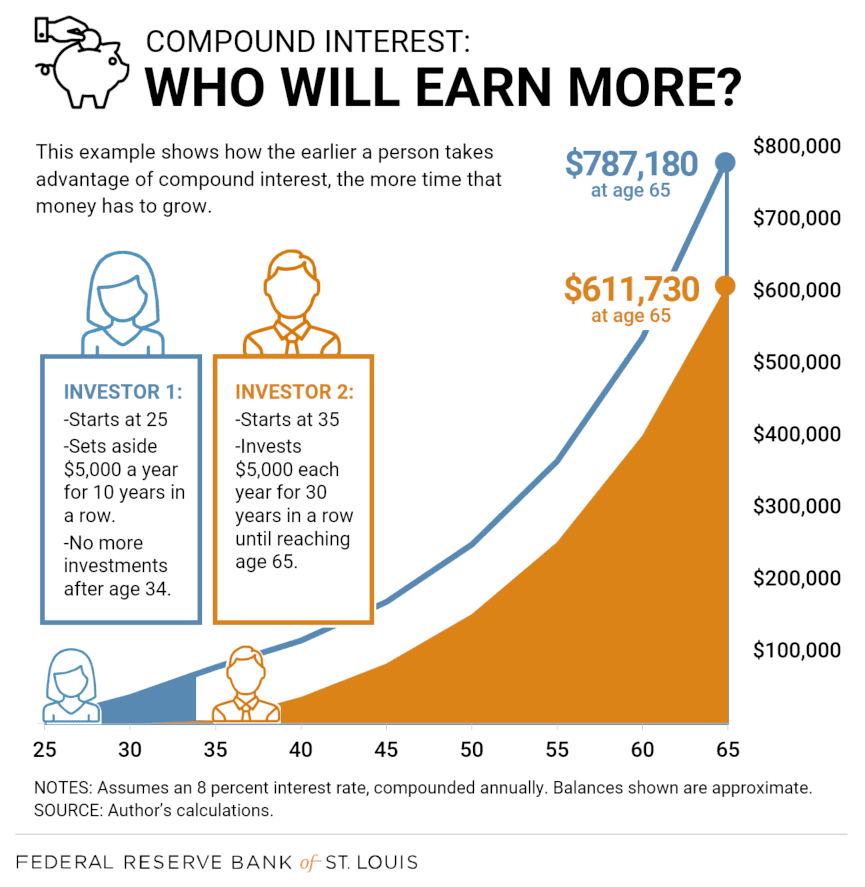 COMPOUND INTEREST:
WHO WILL EARN MORE?
This example shows how the earlier a person takes
advantage of compound interest, the more time that
money has to grow.
$787,180
at age 65
$611,730
at age 65
$800,000
$700,000
$600,000
$500,000
$400,000
$300,000
$200,000
$100,000
INVESTOR 1:
-Starts at 25
-Sets aside
$5,000 a year
for 10 years in
a row.
-No more
investments
after age 34.
INVESTOR 2:
-Starts at 35
-Invests
$5,000 each
year for 30
years in a row
until reaching
age 65.
25 30 35 40 45 50 55 60 65
NOTES: Assumes an 8 percent interest rate, compounded annually. Balances shown are approximate.
SOURCE: Author’s calculations.
FEDERAL RESERVE BANK of ST. LOUIS